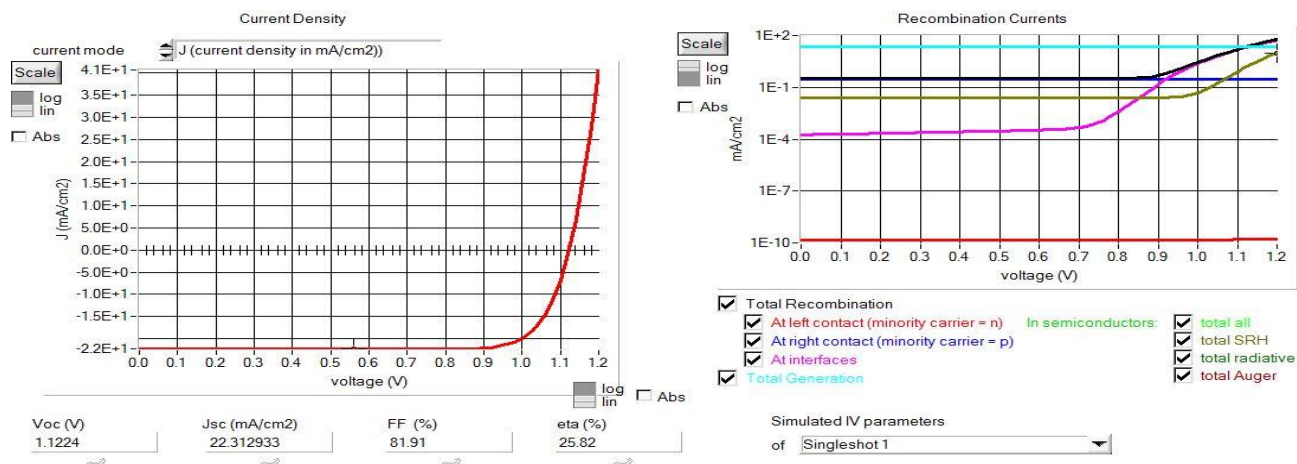 Current Density
current mode J (current density in mA/cm2))
Scale
log
lin
Abs
4.1E+1
3.5E+1
3.0E+1
2.5E+1
2.0E+1
1.5E+1
1.0E+1
5.0E+0
0.0E+0
-5.0E+0
-1.0E+1
-1.5E+1
-2.2E+1
J (mA/cm2)
0.0 0.1 0.2 0.3 0.4 0.5 0.6 0.7 0.8 0.9 1.0 1.1 1.2
voltage (V)
log
lin
Abs
Voc (V) Jsc (mA/cm2) FF (%) eta (%)
1.1224 22.312933 81.91 25.82
Recombination Currents
Scale
log
lin
Abs
1E+2
1E-1
1E-4
1E-7
1E-10
mA/cm2
0.0 0.1 0.2 0.3 0.4 0.5 0.6 0.7 0.8 0.9 1.0 1.1 1.2
voltage (V)
Total Recombination
At left contact (minority carrier = n) In semiconductors: total all
At right contact (minority carrier = p) total SRH
At interfaces total radiative
Total Generation total Auger
Simulated IV parameters
of Singleshot 1